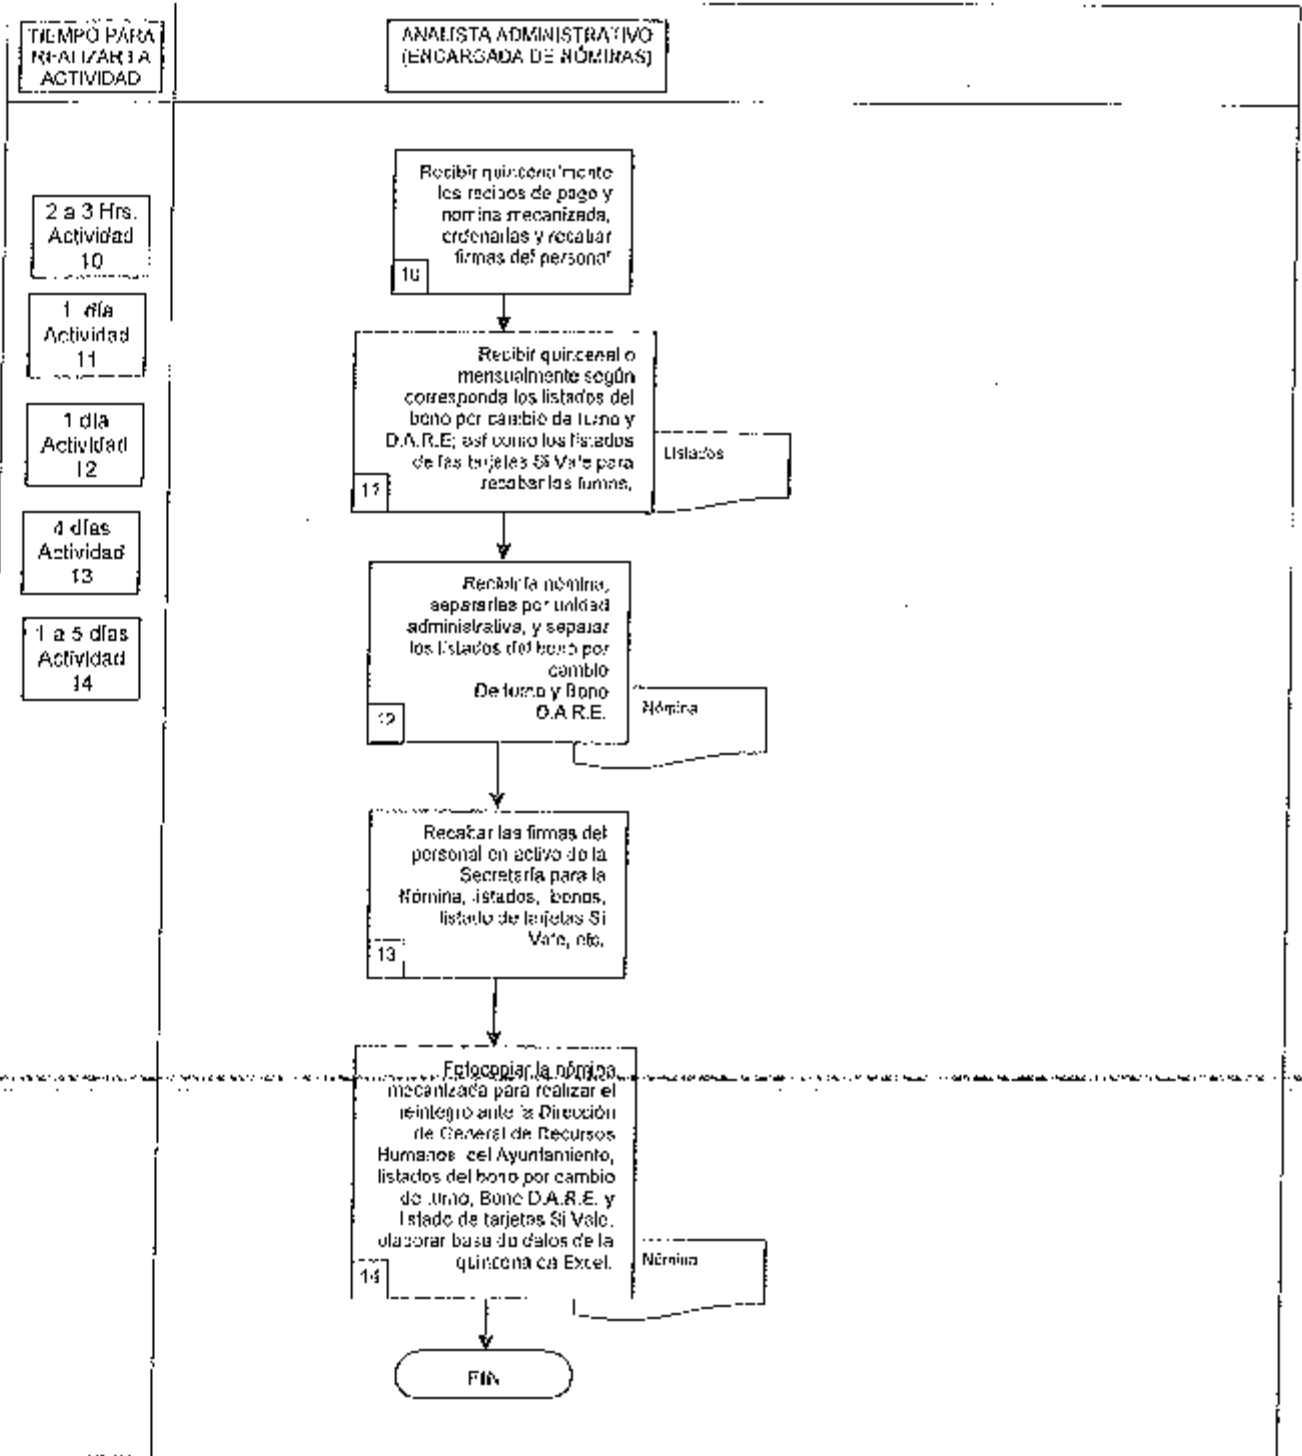 TIEMPO PARA
REALIZAR LA
ACTIVIDAD
ANALISTA ADMINISTRATIVO
(ENCARGADA DE NÓMINAS)
2 a 3 Hrs.
Actividad
10
1 día
Actividad
11
1 día
Actividad
12
4 días
Actividad
13
1 a 5 días
Actividad
14
Recibir quincenalmente
los recibos de pago y
nomina mecanizada,
ordenarlas y recabar
firmas del personal
10
Recibir quincenal o
mensualmente según
corresponda los listados del
bono por cambio de turno y
D.A.R.E; así como los listados
de las tarjetas Si Vale para
recabar las firmas.
11
Listados
Recibir la nómina,
separarlas por unidad
administrativa, y separar
los listados del bono por
cambio
De turno y Bono
D.A.R.E.
12
Nómina
Recabar las firmas del
personal en activo de la
Secretaría para la
Nómina, listados, bonos,
listado de tarjetas Si
Vale, etc.
13
Fotocopiar la nómina
mecanizada para realizar el
reintegro ante la Dirección
de General de Recursos
Humanos del Ayuntamiento,
listados del bono por cambio
de turno, Bono D.A.R.E. y
listado de tarjetas Si Vale.
elaborar base de datos de la
quincena en Excel.
14
Nómina
FIN